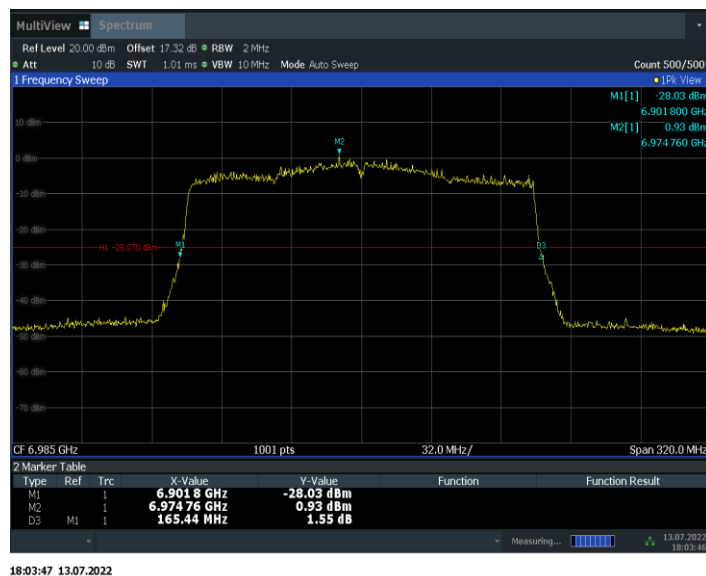 MultiView Spectrum
Ref Level 20.00 dBm Offset 17.32 dB RBW 2 MHz
Att 10 dB SWT 1.01 ms VBW 10 MHz Mode Auto Sweep Count 500/500
1 Frequency Sweep 1Pk View
M1[1] -28.03 dBm
6.901 800 GHz
M2[1] 0.93 dBm
6.974 760 GHz
10 dBm
M2
0 dBm
-10 dBm
-20 dBm
H1 -25.070 dBm M1 D3
-30 dBm
-40 dBm
-50 dBm
-60 dBm
-70 dBm
CF 6.985 GHz 1001 pts 32.0 MHz/ Span 320.0 MHz
2 Marker Table
Type Ref Trc X-Value Y-Value Function Function Result
M1 1 6.901 8 GHz -28.03 dBm
M2 1 6.974 76 GHz 0.93 dBm
D3 M1 1 165.44 MHz 1.55 dB
Measuring... 13.07.2022
18:03:46
18:03:47 13.07.2022